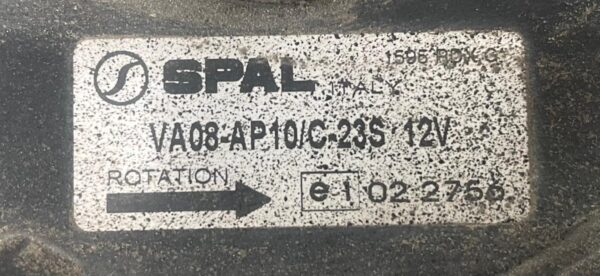 SPAL
ITALY
VA08-AP10/C-23S 12V
ROTATION
e1 02 2756